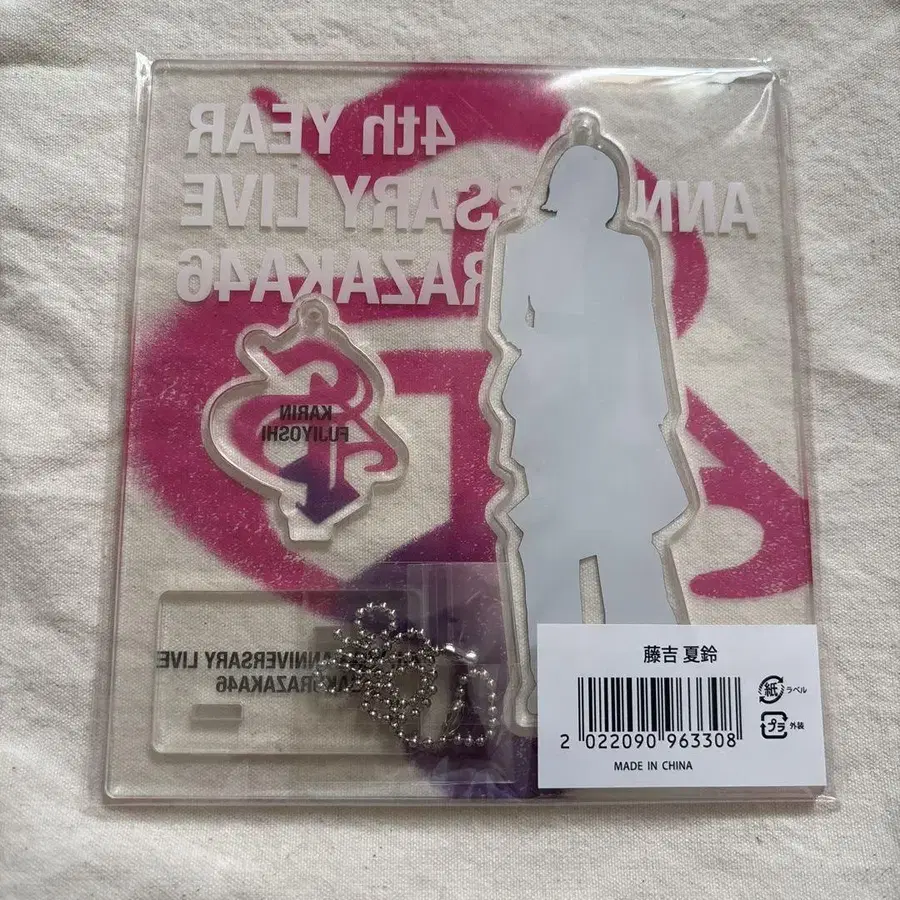 4th YEAR
ANN RSARY LIVE
RAZAKA46
KARIN
FUJIYOSHI
ANNIVERSARY LIVE
RAZAKA46
藤吉 夏鈴
紙 ラベル
プラ 外装
2 022090 963308
MADE IN CHINA